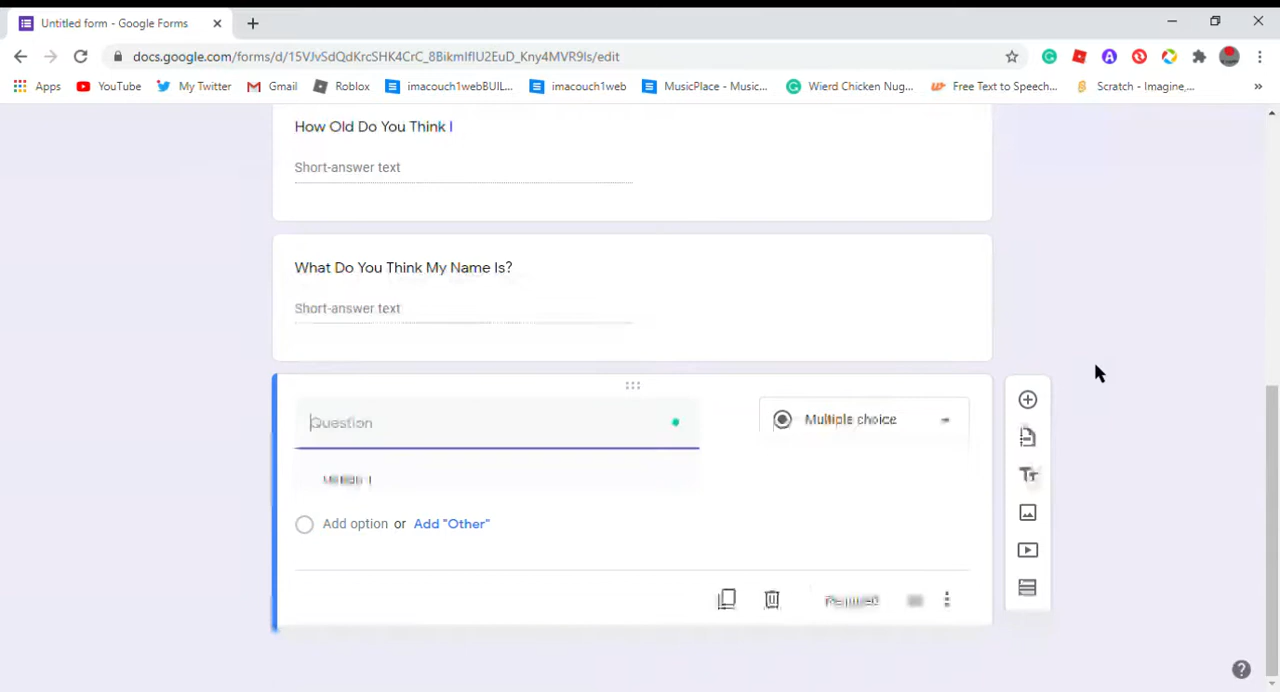 Untitled form - Google Forms
docs.google.com/forms/d/15VJvSdQdKrcSHK4CrC_8BikmIflU2EuD_Kny4MVR9ls/edit
Apps YouTube My Twitter Gmail Roblox imacouch1webBUIL... imacouch1web MusicPlace - Music... Wierd Chicken Nug... Free Text to Speech... Scratch - Imagine,... »
How Old Do You Think I
Short-answer text
What Do You Think My Name Is?
Short-answer text
Question
Multiple choice
Add option or Add "Other"
Required